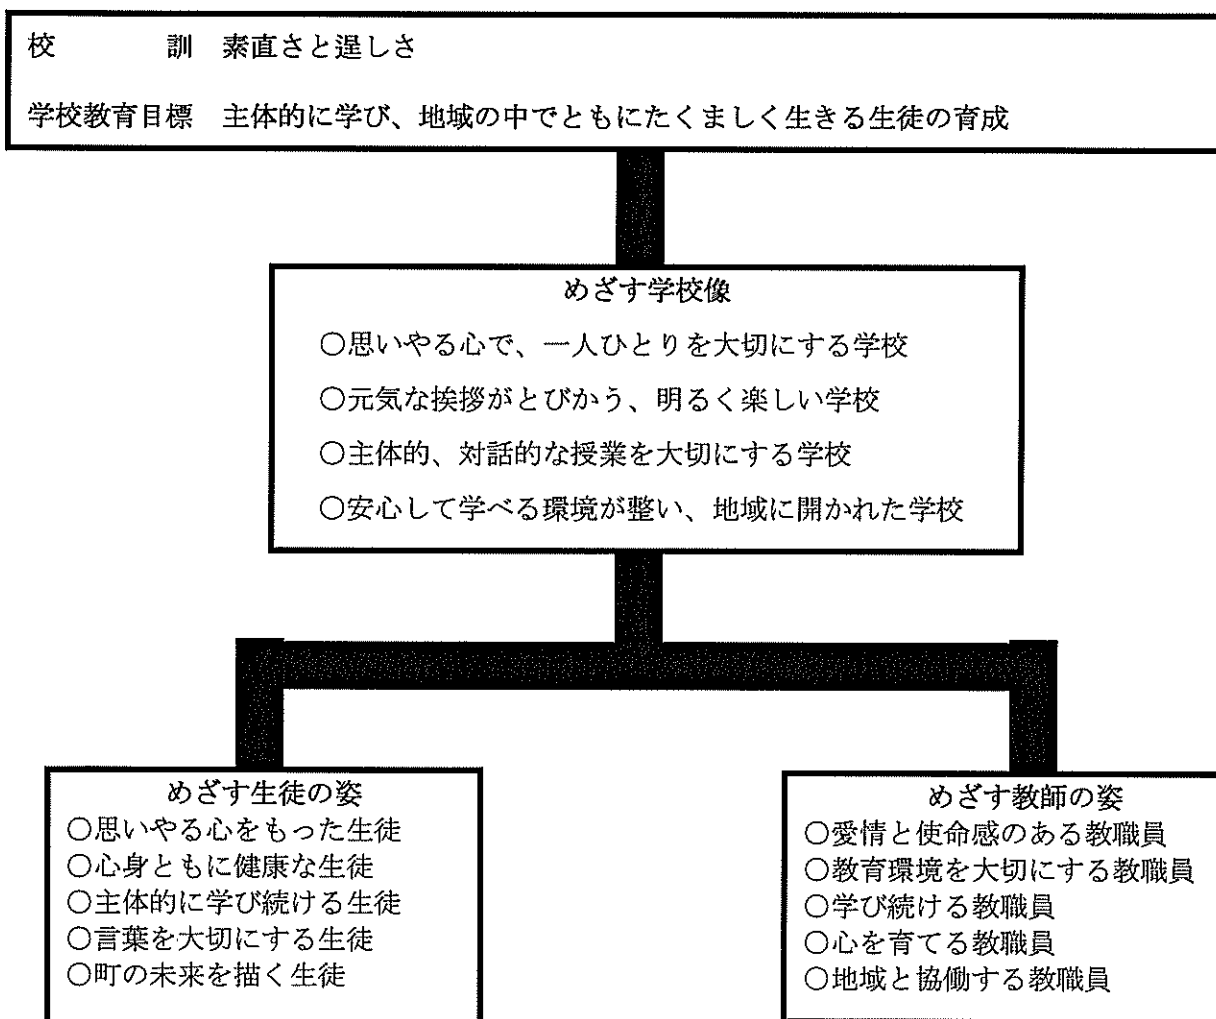 校　　　訓　素直さと逞しさ
学校教育目標　主体的に学び、地域の中でともにたくましく生きる生徒の育成
めざす学校像
○思いやる心で、一人ひとりを大切にする学校
○元気な挨拶がとびかう、明るく楽しい学校
○主体的、対話的な授業を大切にする学校
○安心して学べる環境が整い、地域に開かれた学校
めざす生徒の姿
○思いやる心をもった生徒
○心身ともに健康な生徒
○主体的に学び続ける生徒
○言葉を大切にする生徒
○町の未来を描く生徒
めざす教師の姿
○愛情と使命感のある教職員
○教育環境を大切にする教職員
○学び続ける教職員
○心を育てる教職員
○地域と協働する教職員